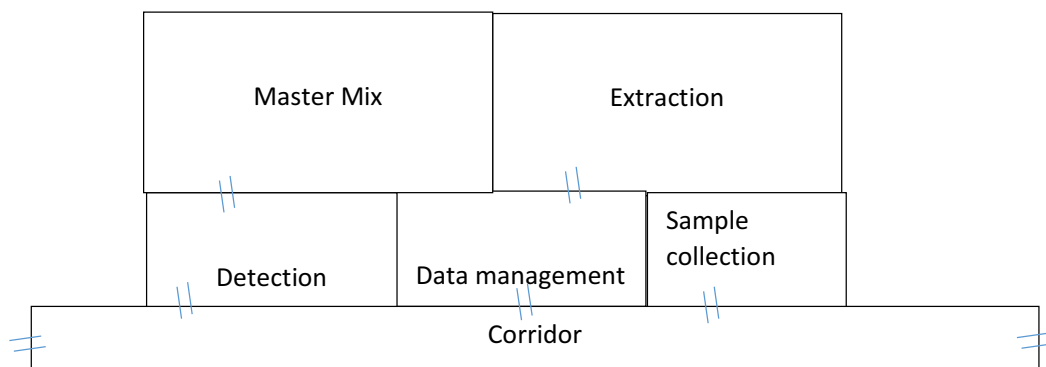 Master Mix
Extraction
Sample
collection
Detection
Data management
Corridor